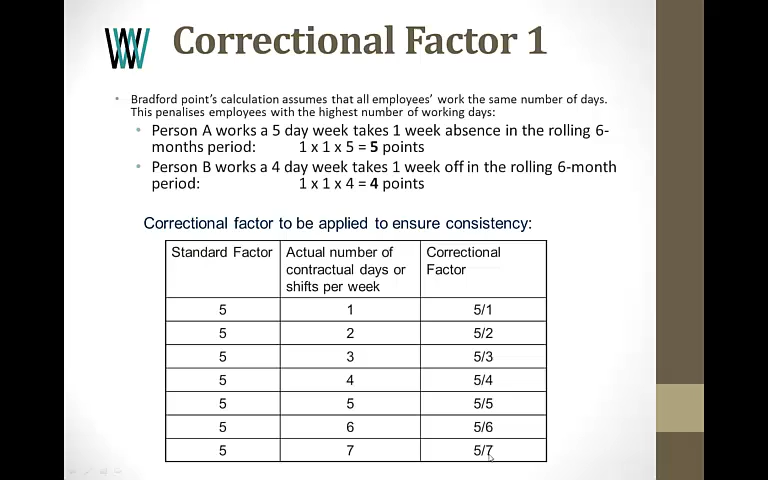 Correctional Factor 1
• Bradford point's calculation assumes that all employees' work the same number of days.
This penalises employees with the highest number of working days:
• Person A works a 5 day week takes 1 week absence in the rolling 6-
months period: 1 x 1 x 5 = 5 points
• Person B works a 4 day week takes 1 week off in the rolling 6-month
period: 1 x 1 x 4 = 4 points
Correctional factor to be applied to ensure consistency:
Standard Factor | Actual number of contractual days or shifts per week | Correctional Factor
5 | 1 | 5/1
5 | 2 | 5/2
5 | 3 | 5/3
5 | 4 | 5/4
5 | 5 | 5/5
5 | 6 | 5/6
5 | 7 | 5/7